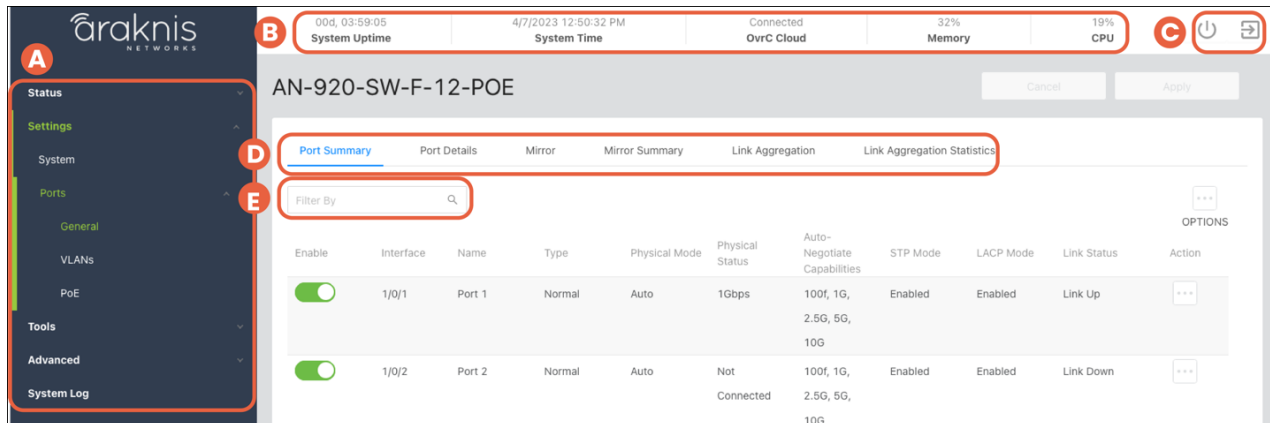 araknis
NETWORKS
A
B
00d, 03:59:05
System Uptime
4/7/2023 12:50:32 PM
System Time
Connected
OvrC Cloud
32%
Memory
19%
CPU
C
Status
Settings
System
Ports
General
VLANs
PoE
Tools
Advanced
System Log
AN-920-SW-F-12-POE
Cancel
Apply
D
Port Summary
Port Details
Mirror
Mirror Summary
Link Aggregation
Link Aggregation Statistics
E
Filter By
OPTIONS
Enable
Interface
Name
Type
Physical Mode
Physical
Status
Auto-
Negotiate
Capabilities
STP Mode
LACP Mode
Link Status
Action
1/0/1
Port 1
Normal
Auto
1Gbps
100f, 1G,
2.5G, 5G,
10G
Enabled
Enabled
Link Up
1/0/2
Port 2
Normal
Auto
Not
Connected
100f, 1G,
2.5G, 5G,
10G
Enabled
Enabled
Link Down